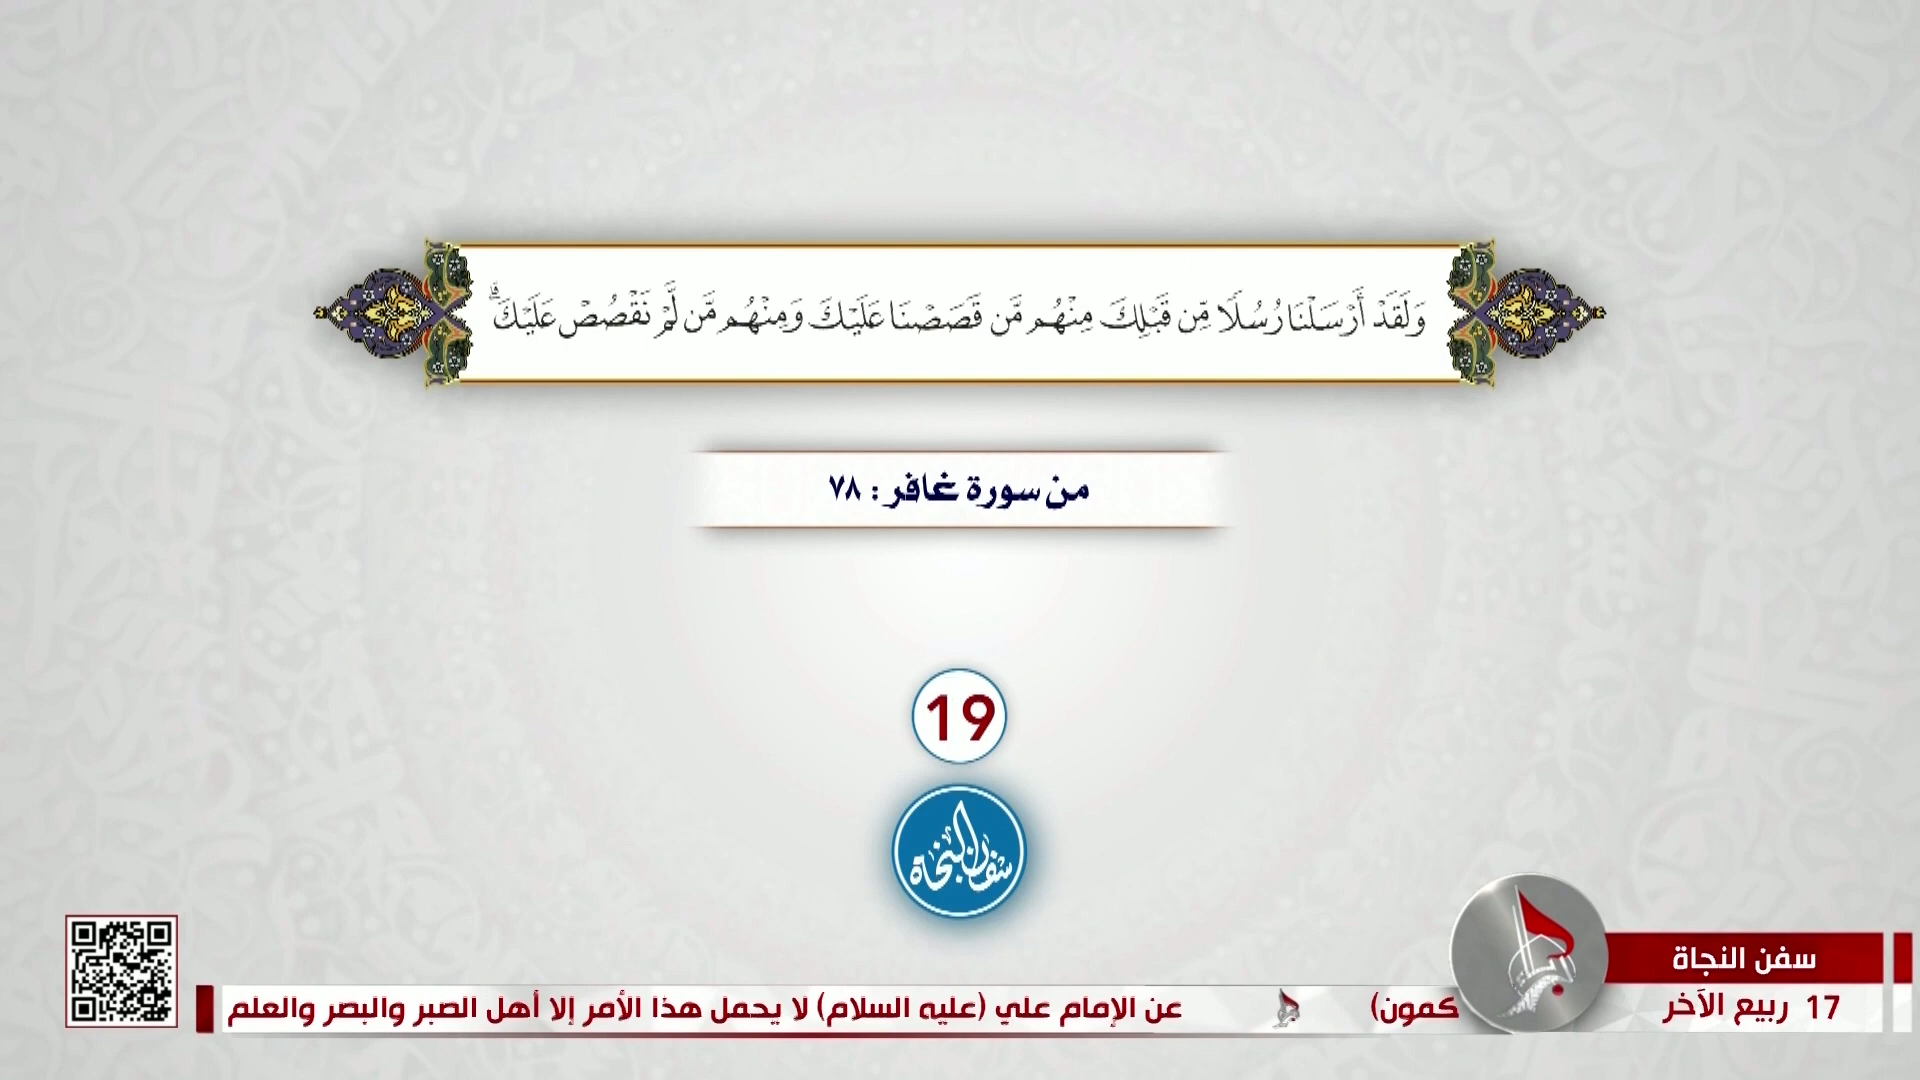 وَلَقَدْ أَرْسَلْنَا رُسُلًا مِّن قَبْلِكَ مِنْهُم مَّن قَصَصْنَا عَلَيْكَ وَمِنْهُم مَّن لَّمْ نَقْصُصْ عَلَيْكَ ۗ
من سورة غافر : ٧٨
19
سفن النجاة
سفن النجاة
17 ربيع الآخر
كمون)
عن الإمام علي (عليه السلام) لا يحمل هذا الأمر إلا أهل الصبر والبصر والعلم